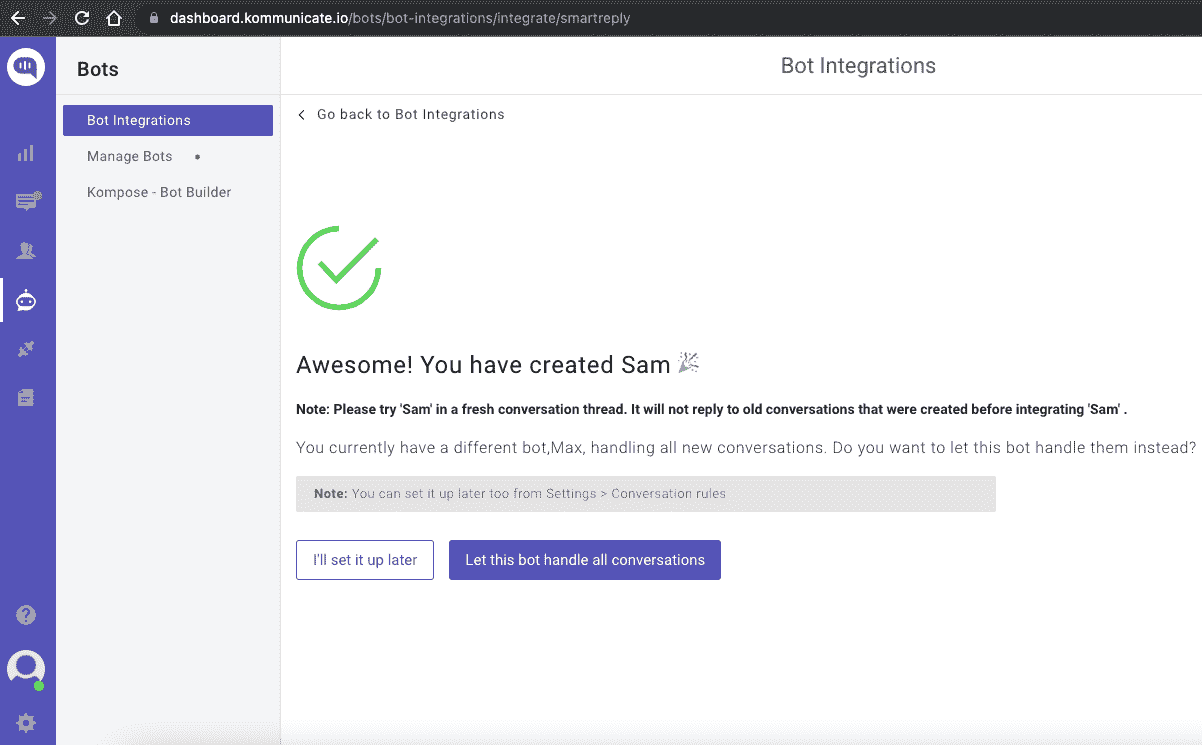 dashboard.kommunicate.io/bots/bot-integrations/integrate/smartreply
Bots
Bot Integrations
Bot Integrations
Manage Bots
Kompose - Bot Builder
Go back to Bot Integrations
Awesome! You have created Sam
Note: Please try 'Sam' in a fresh conversation thread. It will not reply to old conversations that were created before integrating 'Sam' .
You currently have a different bot,Max, handling all new conversations. Do you want to let this bot handle them instead?
Note: You can set it up later too from Settings > Conversation rules
I'll set it up later
Let this bot handle all conversations